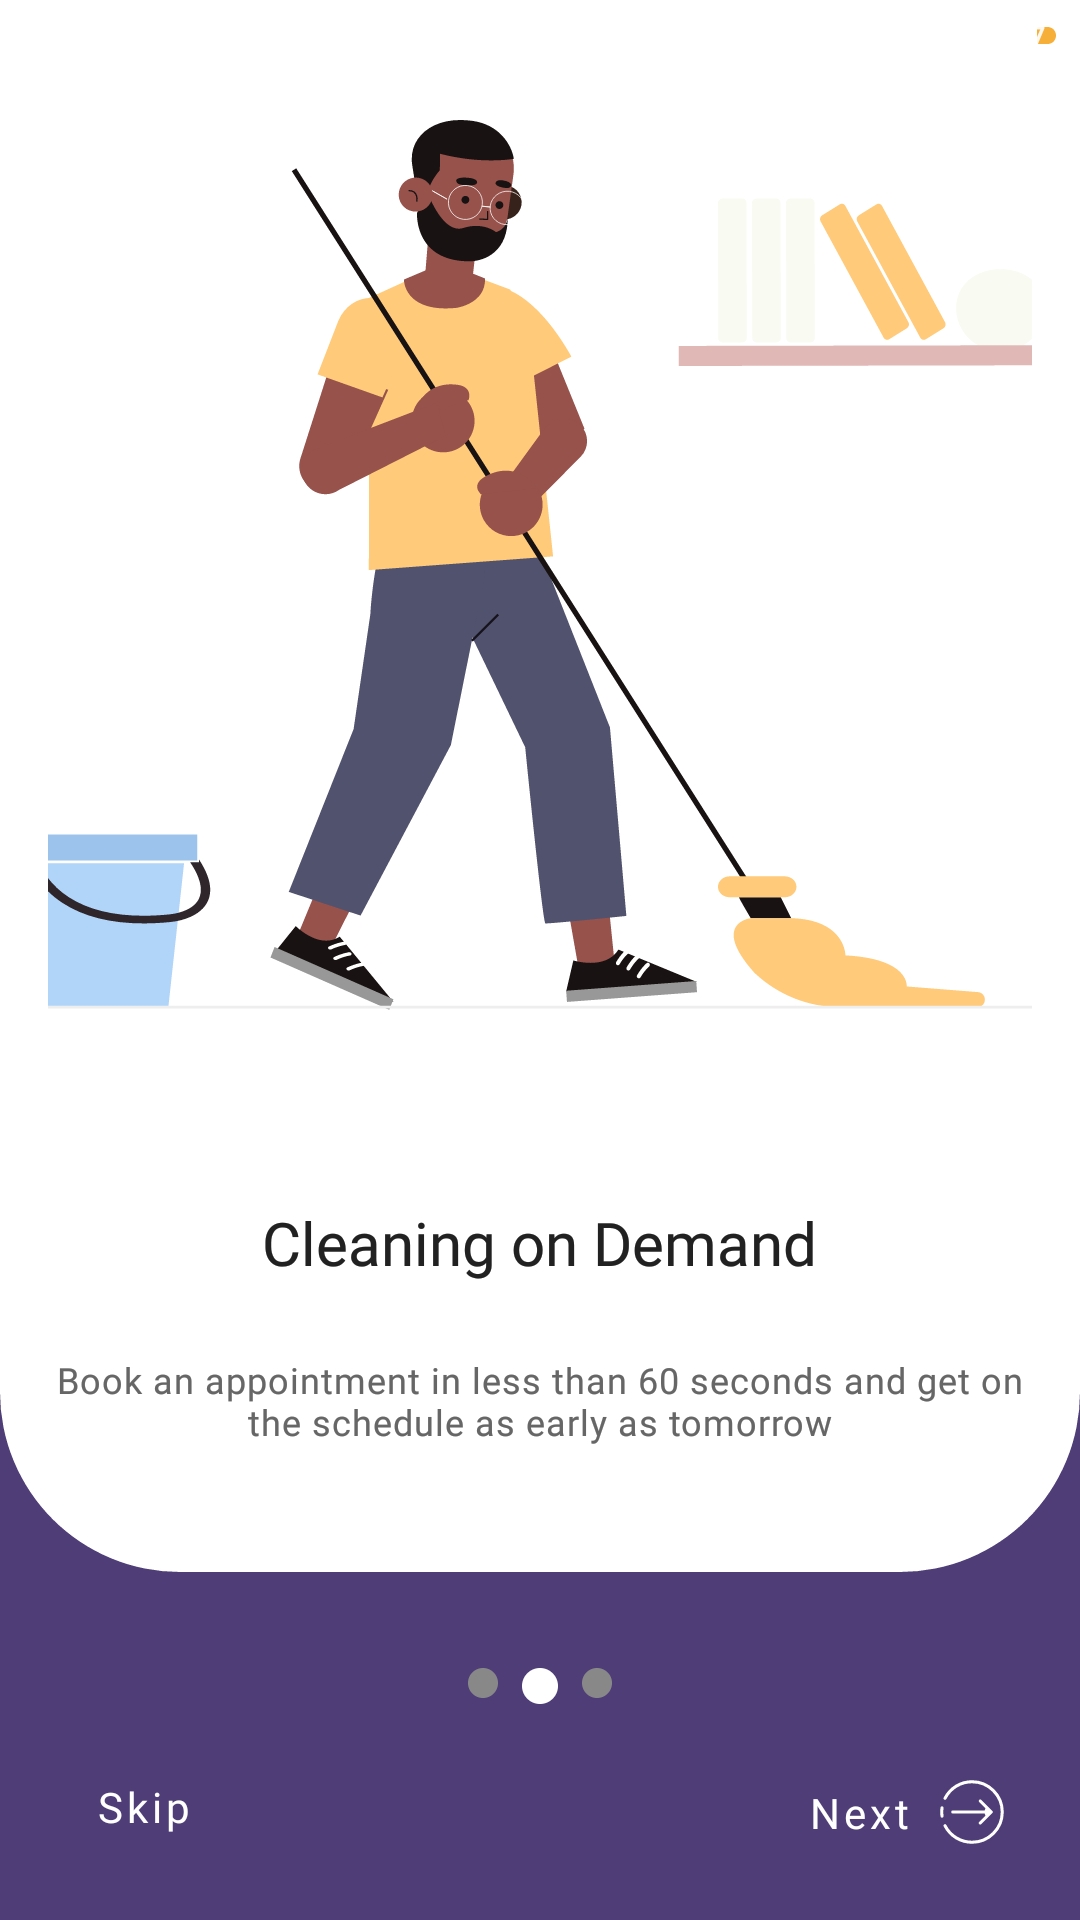 Cleaning on Demand
Book an appointment in less than 60 seconds and get on
the schedule as early as tomorrow
Skip
Next